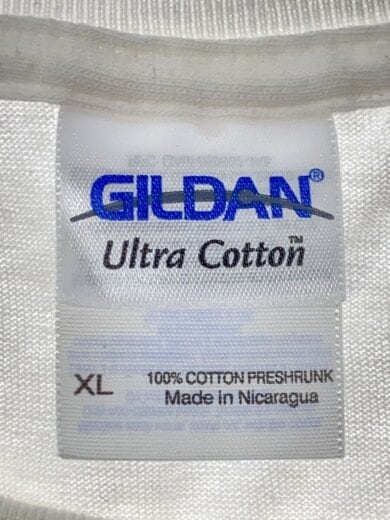 GILDAN®
Ultra Cotton™
XL
100% COTTON PRESHRUNK
Made in Nicaragua